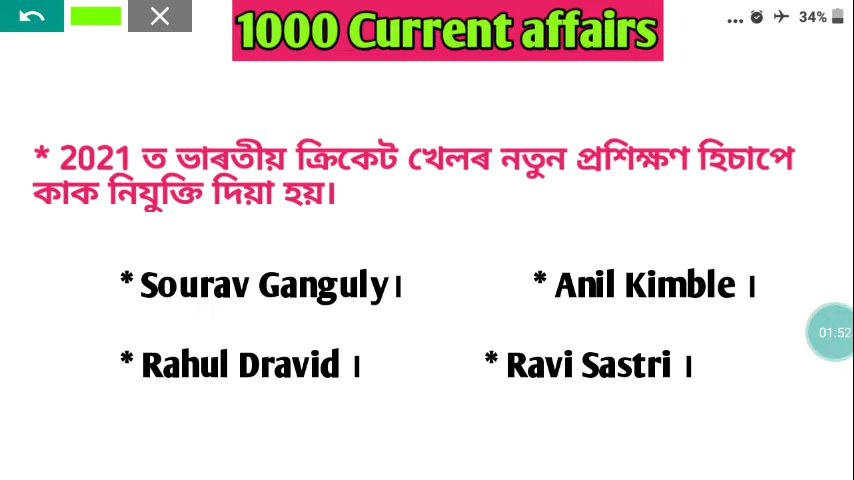 34%
1000 Current affairs
* 2021 ত ভাৰতীয় ক্ৰিকেট খেলৰ নতুন প্ৰশিক্ষণ হিচাপে
কাক নিযুক্তি দিয়া হয়।
* Sourav Ganguly। * Anil Kimble ।
01:52
* Rahul Dravid । * Ravi Sastri ।